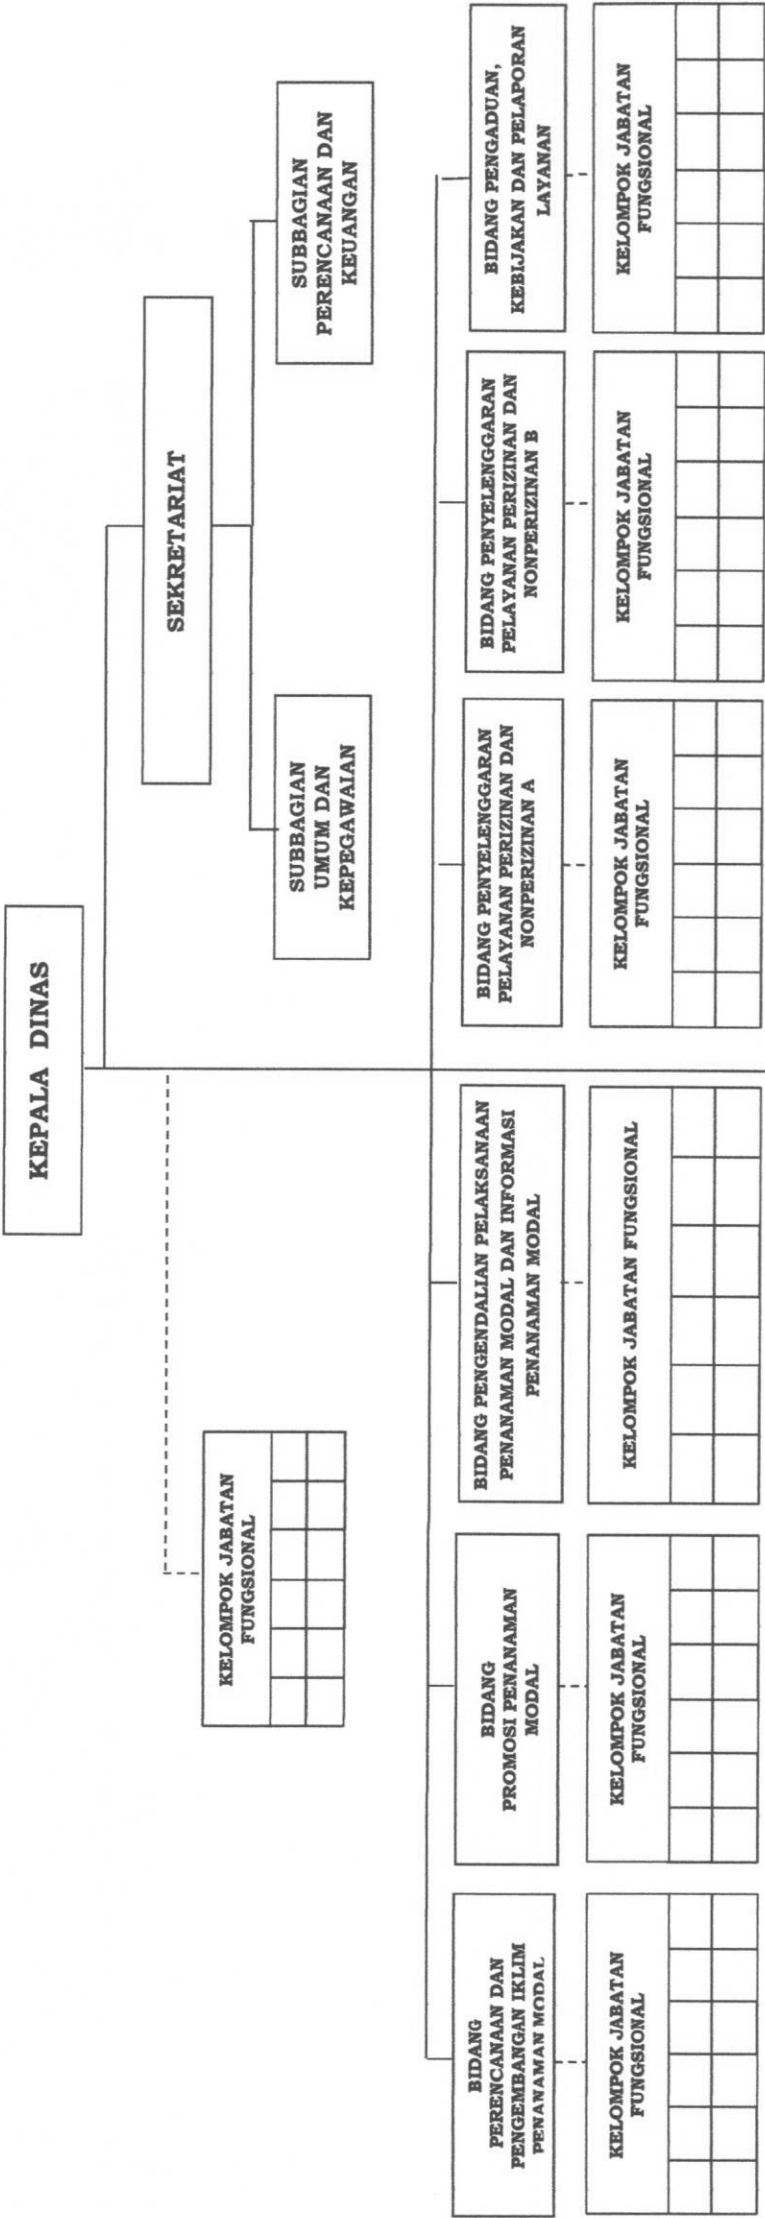 KEPALA DINAS
SEKRETARIAT
KELOMPOK JABATAN
FUNGSIONAL
SUBBAGIAN
UMUM DAN
KEPEGAWAIAN
SUBBAGIAN
PERENCANAAN DAN
KEUANGAN
BIDANG
PERENCANAAN DAN
PENGEMBANGAN IKLIM
PENANAMAN MODAL
BIDANG
PROMOSI PENANAMAN
MODAL
BIDANG PENGENDALIAN PELAKSANAAN
PENANAMAN MODAL DAN INFORMASI
PENANAMAN MODAL
BIDANG PENYELENGGARAN
PELAYANAN PERIZINAN DAN
NONPERIZINAN A
BIDANG PENYELENGGARAN
PELAYANAN PERIZINAN DAN
NONPERIZINAN B
BIDANG PENGADUAN,
KEBIJAKAN DAN PELAPORAN
LAYANAN
KELOMPOK JABATAN
FUNGSIONAL
KELOMPOK JABATAN
FUNGSIONAL
KELOMPOK JABATAN FUNGSIONAL
KELOMPOK JABATAN
FUNGSIONAL
KELOMPOK JABATAN
FUNGSIONAL
KELOMPOK JABATAN
FUNGSIONAL